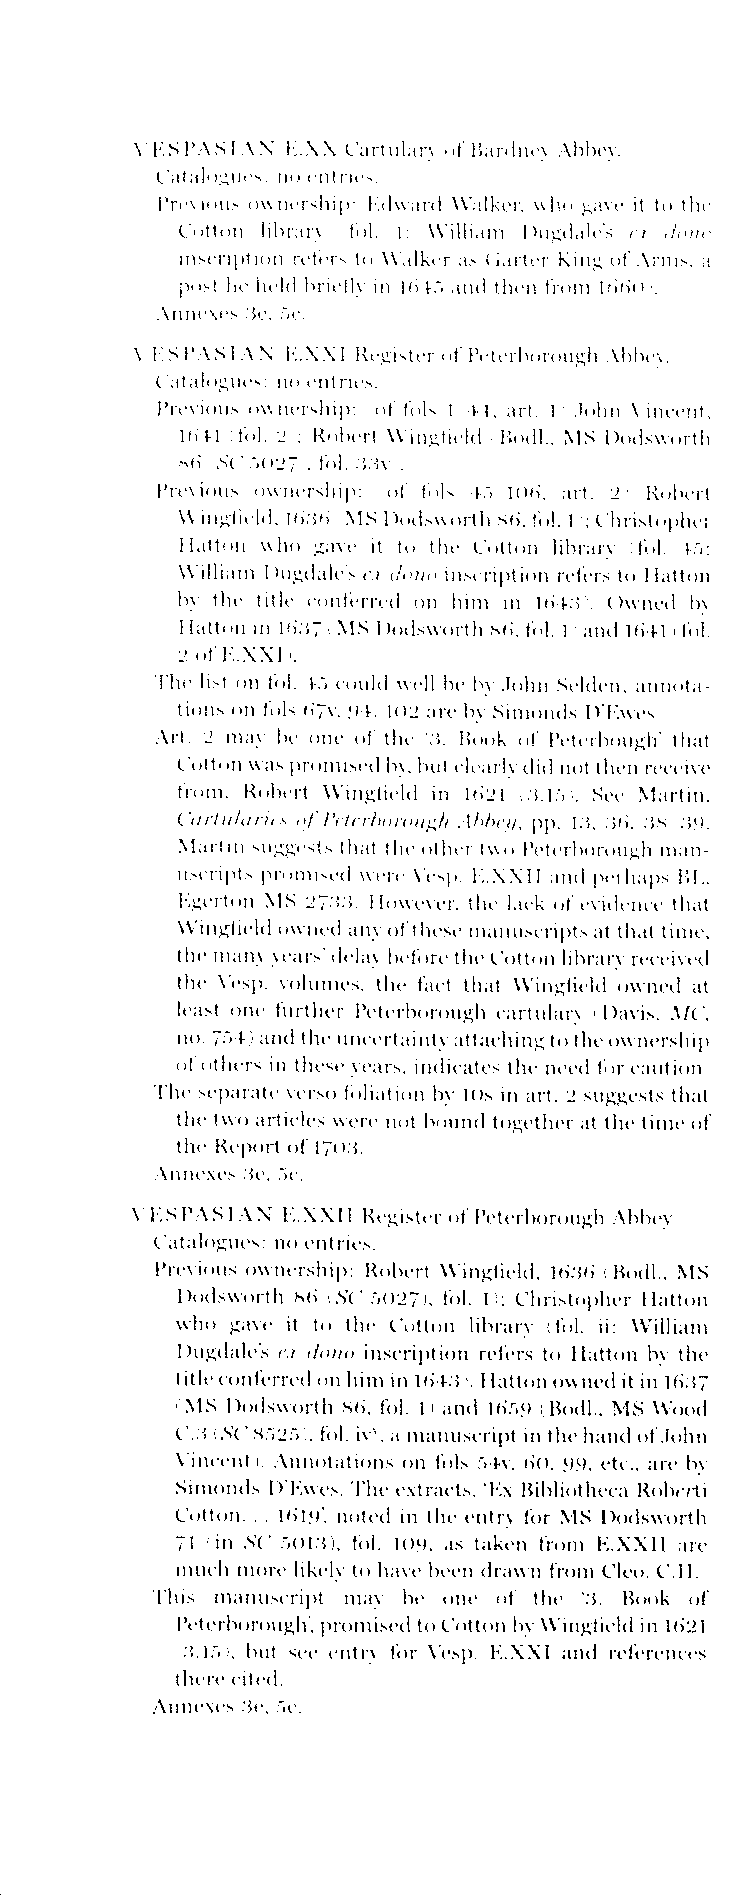 VESPASIAN E.XX Cartulary of Bardney Abbey.
Catalogues: no entries.
Previous ownership: Edward Walker, who gave it to the
Cotton library (fol. 1: William Dugdale's ex dono
inscription refers to Walker as Garter King of Arms, a
post he held briefly in 1645 and then from 1660).
Annexes 3e, 5c.
VESPASIAN E.XXI Register of Peterborough Abbey.
Catalogues: no entries.
Previous ownership: (of fols 1–44, art. 1) John Vincent,
1641 (fol. 2); Robert Wingfield (Bodl., MS Dodsworth
86 (SC 5027), fol. 33v).
Previous ownership: (of fols 45–106, art. 2) Robert
Wingfield, 1636 (MS Dodsworth 86, fol. 1); Christopher
Hatton who gave it to the Cotton library (fol. 45:
William Dugdale's ex dono inscription refers to Hatton
by the title conferred on him in 1643). Owned by
Hatton in 1637 (MS Dodsworth 86, fol. 1) and 1641 (fol.
2 of E.XXI).
The list on fol. 45 could well be by John Selden, annota-
tions on fols 67v, 94, 102 are by Simonds D'Ewes.
Art. 2 may be one of the '3. Book of Peterbough' that
Cotton was promised by, but clearly did not then receive
from, Robert Wingfield in 1621 (3.15). See Martin,
Cartularies of Peterborough Abbey, pp. 13, 36, 38–39.
Martin suggests that the other two Peterborough man-
uscripts promised were Vesp. E.XXII and perhaps BL,
Egerton MS 2733. However, the lack of evidence that
Wingfield owned any of these manuscripts at that time,
the many years' delay before the Cotton library received
the Vesp. volumes, the fact that Wingfield owned at
least one further Peterborough cartulary (Davis, MC,
no. 754) and the uncertainty attaching to the ownership
of others in these years, indicates the need for caution.
The separate verso foliation by 10s in art. 2 suggests that
the two articles were not bound together at the time of
the Report of 1703.
Annexes 3e, 5c.
VESPASIAN E.XXII Register of Peterborough Abbey.
Catalogues: no entries.
Previous ownership: Robert Wingfield, 1636 (Bodl., MS
Dodsworth 86 (SC 5027), fol. 1); Christopher Hatton
who gave it to the Cotton library (fol. ii: William
Dugdale's ex dono inscription refers to Hatton by the
title conferred on him in 1643). Hatton owned it in 1637
(MS Dodsworth 86, fol. 1) and 1659 (Bodl., MS Wood
C.3 (SC 8525), fol. iv), a manuscript in the hand of John
Vincent). Annotations on fols 54v, 60, 99, etc., are by
Simonds D'Ewes. The extracts, 'Ex Bibliotheca Roberti
Cotton. . . 1619', noted in the entry for MS Dodsworth
71 (in SC 5013), fol. 109, as taken from E.XXII are
much more likely to have been drawn from Cleo. C.II.
This manuscript may be one of the '3. Book of
Peterborough', promised to Cotton by Wingfield in 1621
(3.15), but see entry for Vesp. E.XXI and references
there cited.
Annexes 3e, 5c.